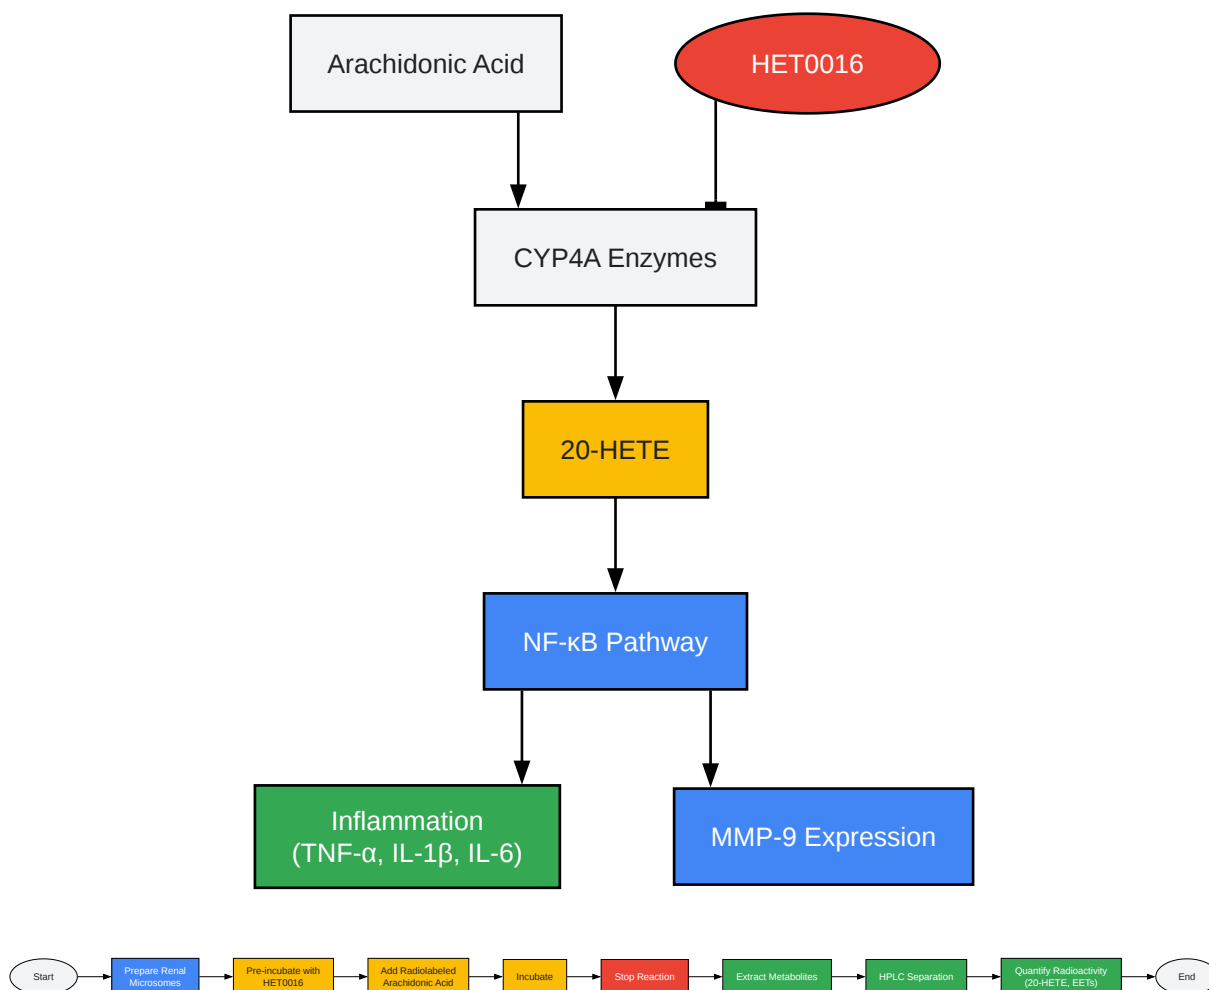 Arachidonic Acid
HET0016
CYP4A Enzymes
20-HETE
NF-κB Pathway
Inflammation
(TNF-α, IL-1β, IL-6)
MMP-9 Expression
Start
Prepare Renal
Microsomes
Pre-incubate with
HET0016
Add Radiolabeled
Arachidonic Acid
Incubate
Stop Reaction
Extract Metabolites
HPLC Separation
Quantify Radioactivity
(20-HETE, EETs)
End